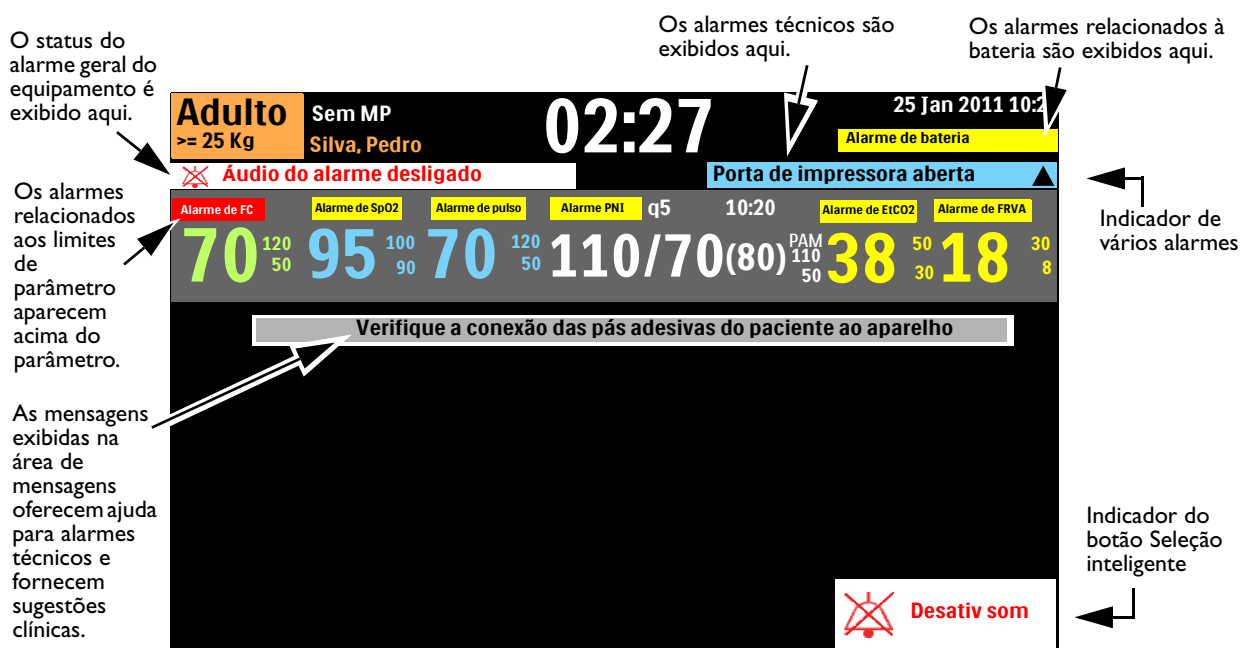 Os alarmes técnicos são
exibidos aqui.
Os alarmes relacionados à
bateria são exibidos aqui.
O status do
alarme geral do
equipamento é
exibido aqui.
Adulto
>= 25 Kg
Sem MP
Silva, Pedro
02:27
25 Jan 2011 10:2
Alarme de bateria
Áudio do alarme desligado
Porta de impressora aberta
Os alarmes
relacionados
aos limites
de
parâmetro
aparecem
acima do
parâmetro.
Indicador de
vários alarmes
Alarme de FC
70
120
50
Alarme de SpO2
95
100
90
Alarme de pulso
70
120
50
Alarme PNI
q5
10:20
110/70(80)
PAM
110
50
Alarme de EtCO2
38
50
30
Alarme de FRVA
18
30
8
Verifique a conexão das pás adesivas do paciente ao aparelho
As mensagens
exibidas na
área de
mensagens
oferecem ajuda
para alarmes
técnicos e
fornecem
sugestões
clínicas.
Indicador do
botão Seleção
inteligente
Desativ som